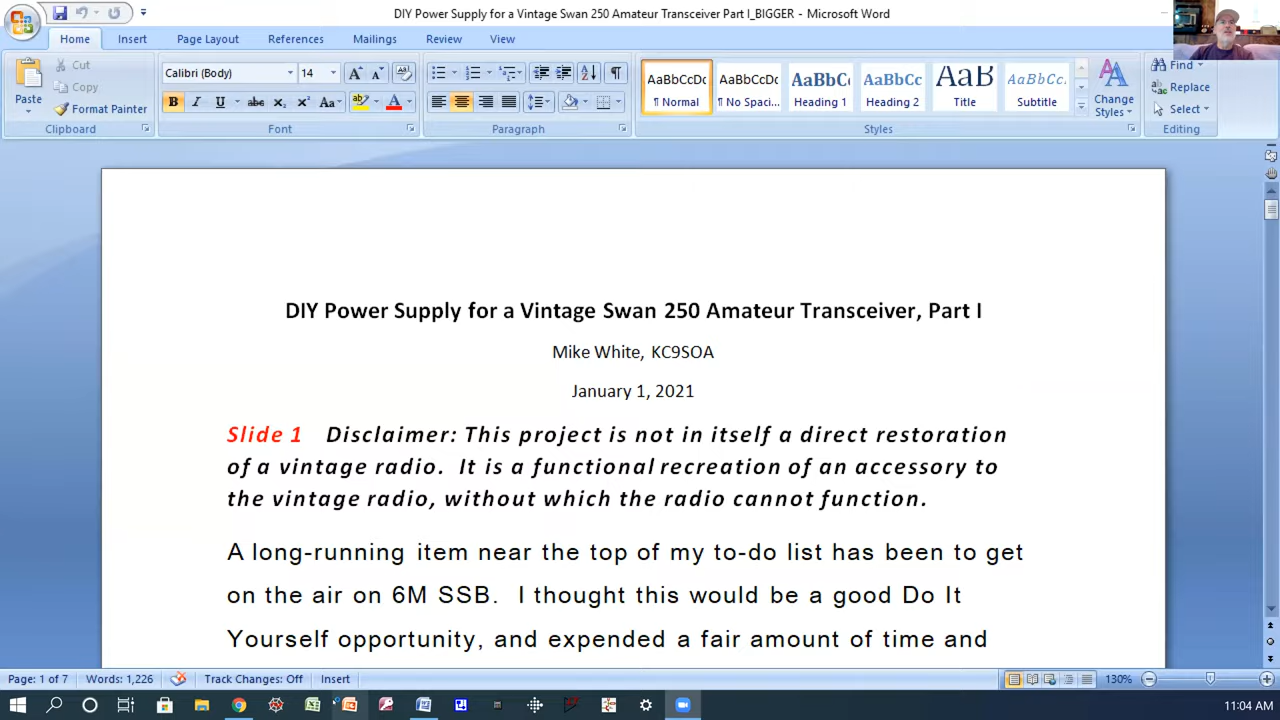 DIY Power Supply for a Vintage Swan 250 Amateur Transceiver Part I_BIGGER - Microsoft Word
Home Insert Page Layout References Mailings Review View
Paste
Cut
Copy
Format Painter
Clipboard
Calibri (Body) 14
B I U abc X₂ X² Aa ab A
Font
Paragraph
AaBbCcDc AaBbCcDc AaBbC AaBbCc AaB AaBbCc.
¶ Normal ¶ No Spaci... Heading 1 Heading 2 Title Subtitle
Change Styles
Styles
Find
Replace
Select
Editing
DIY Power Supply for a Vintage Swan 250 Amateur Transceiver, Part I
Mike White, KC9SOA
January 1, 2021
Slide 1 Disclaimer: This project is not in itself a direct restoration
of a vintage radio. It is a functional recreation of an accessory to
the vintage radio, without which the radio cannot function.
A long-running item near the top of my to-do list has been to get
on the air on 6M SSB. I thought this would be a good Do It
Yourself opportunity, and expended a fair amount of time and
Page: 1 of 7 Words: 1,226 Track Changes: Off Insert 130%
11:04 AM